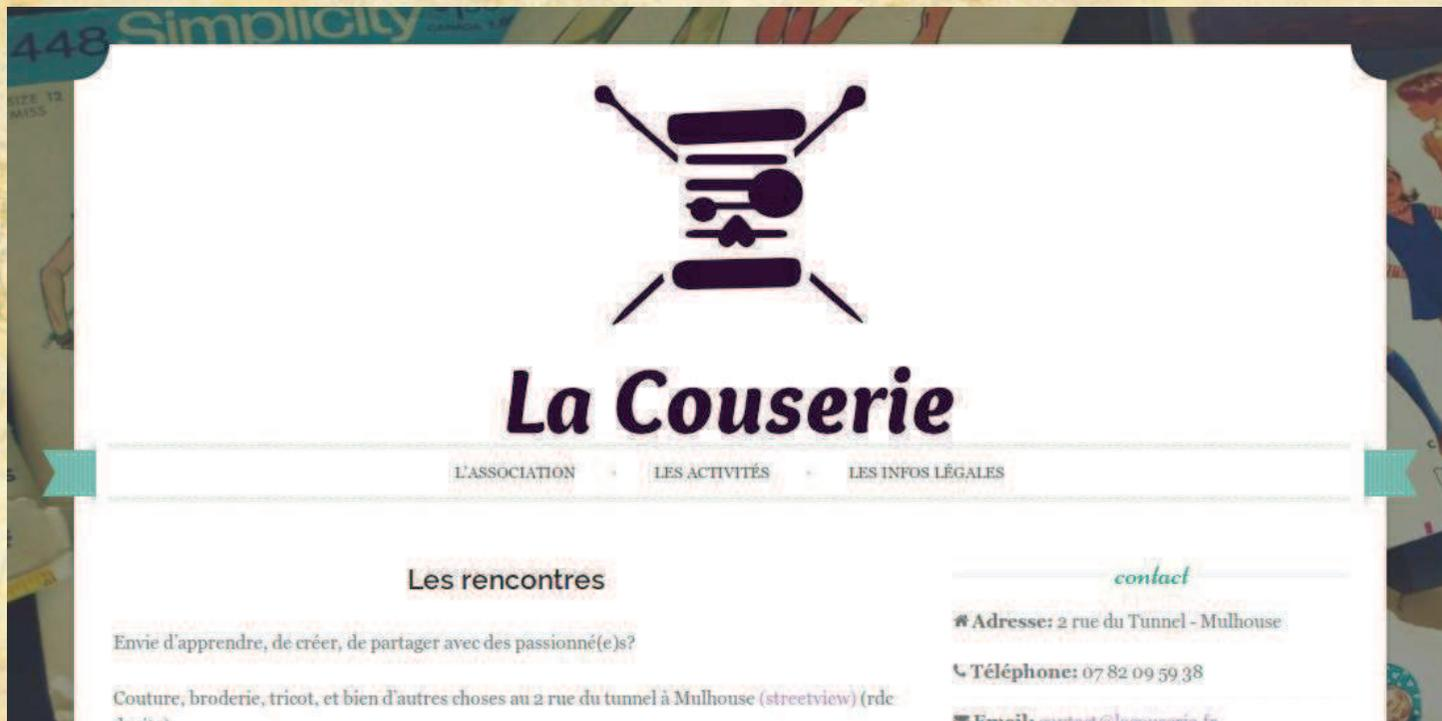 448 Simplicity
CANADA
SIZE 12
MISS
La Couserie
L'ASSOCIATION
LES ACTIVITÉS
LES INFOS LÉGALES
Les rencontres
Envie d'apprendre, de créer, de partager avec des passionné(e)s?
Couture, broderie, tricot, et bien d'autres choses au 2 rue du tunnel à Mulhouse (streetview) (rdc
contact
Adresse: 2 rue du Tunnel - Mulhouse
Téléphone: 07 82 09 59 38